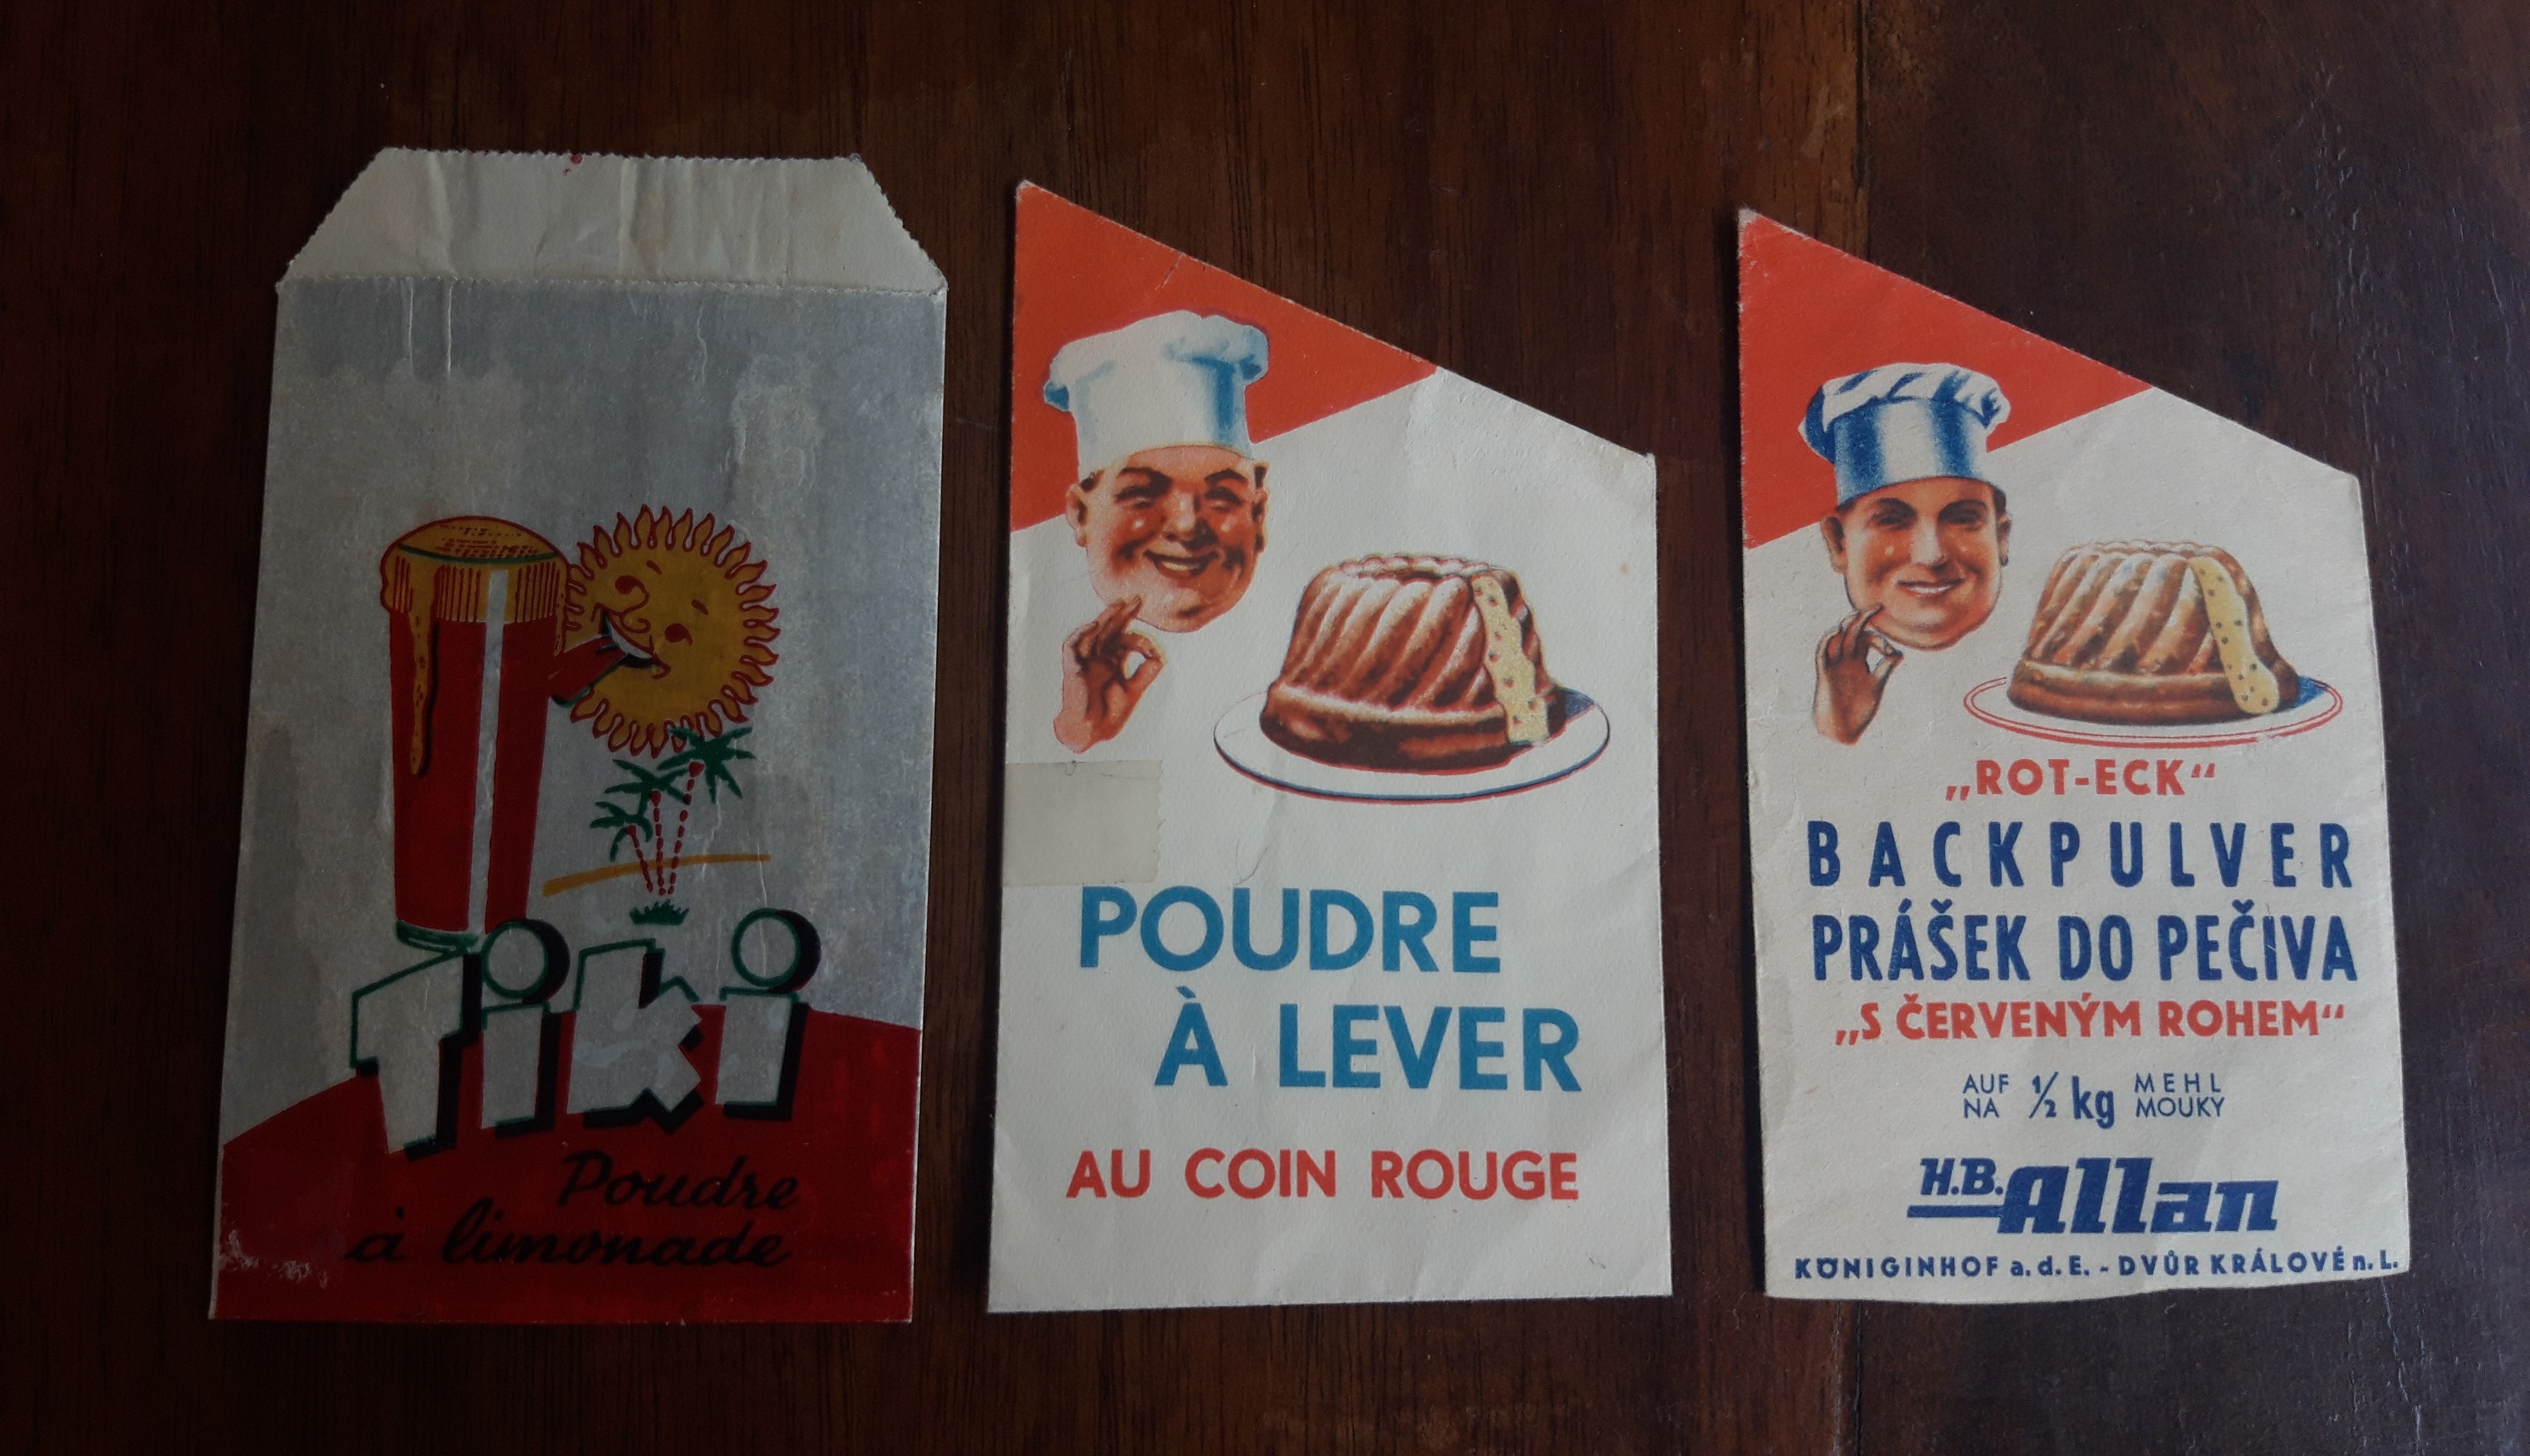 Tiki
Poudre
à limonade
POUDRE
À LEVER
AU COIN ROUGE
„ROT-ECK“
BACKPULVER
PRÁŠEK DO PEČIVA
„S ČERVENÝM ROHEM“
AUF ½ kg MEHL
NA MOUKY
H.B. Allan
KÖNIGINHOF a.d.E. - DVŮR KRÁLOVÉ n.L.